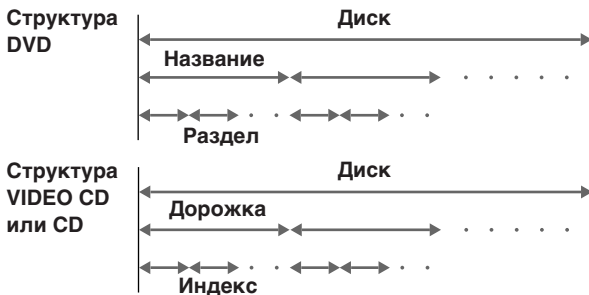 Структура
DVD
Диск
Название
Раздел
Структура
VIDEO CD
или CD
Диск
Дорожка
Индекс